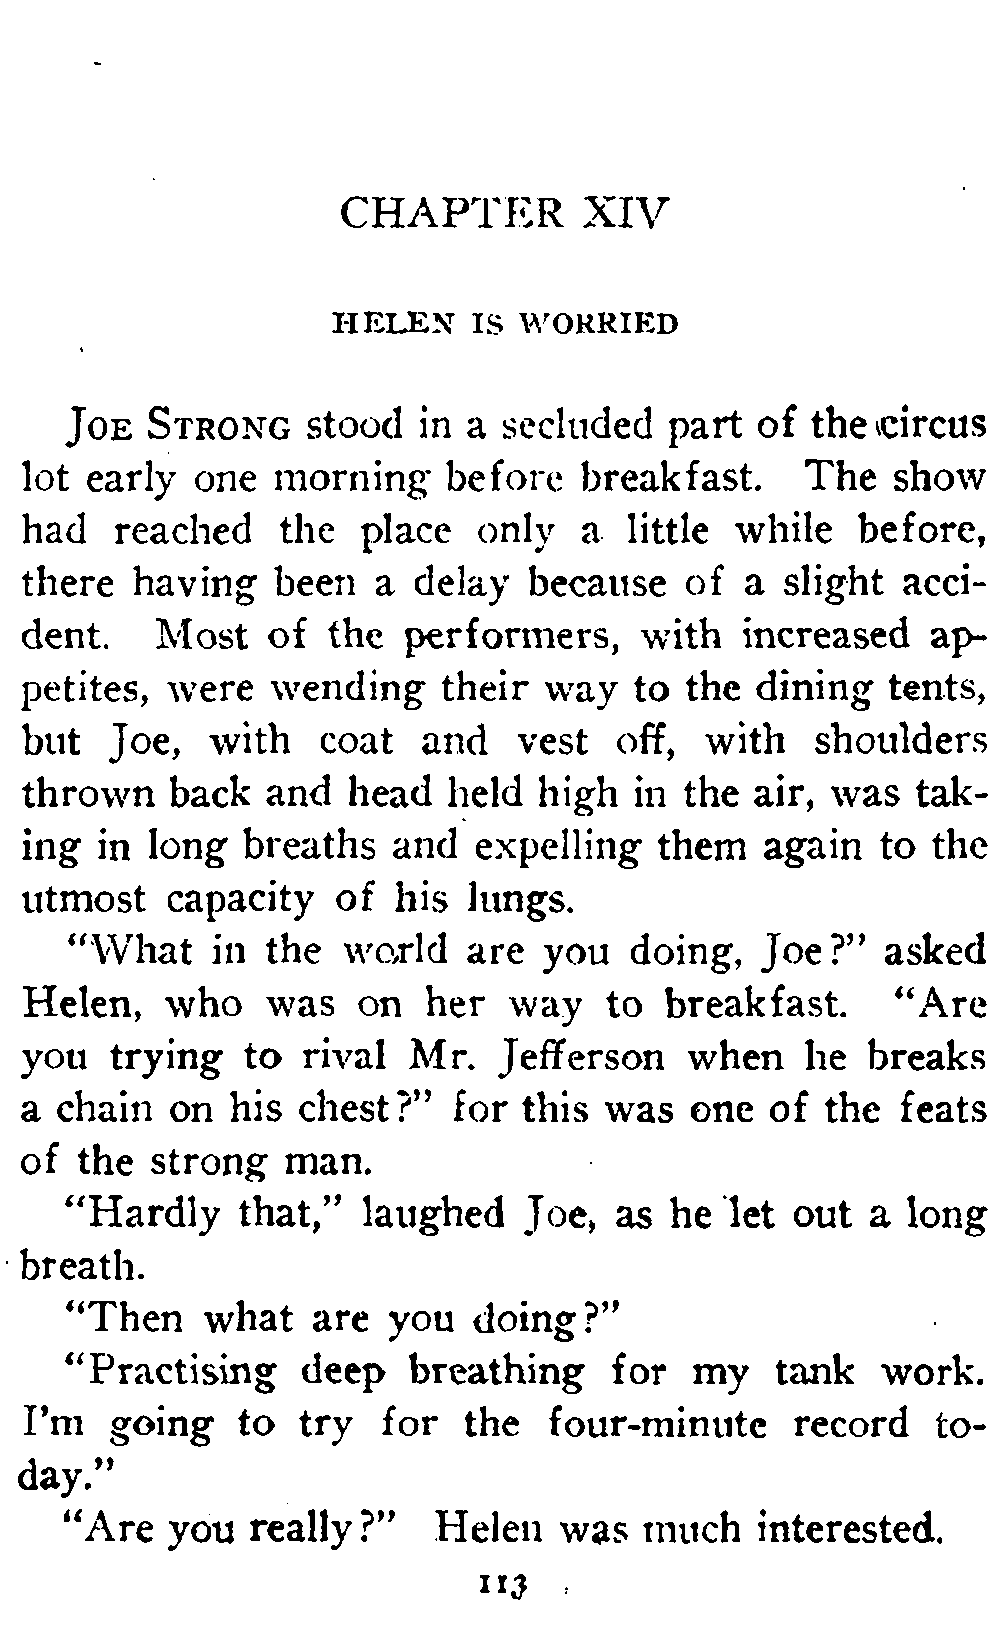 CHAPTER XIV
HELEN IS WORRIED
JOE STRONG stood in a secluded part of the circus
lot early one morning before breakfast. The show
had reached the place only a little while before,
there having been a delay because of a slight acci-
dent. Most of the performers, with increased ap-
petites, were wending their way to the dining tents,
but Joe, with coat and vest off, with shoulders
thrown back and head held high in the air, was tak-
ing in long breaths and expelling them again to the
utmost capacity of his lungs.
"What in the world are you doing, Joe?" asked
Helen, who was on her way to breakfast. "Are
you trying to rival Mr. Jefferson when he breaks
a chain on his chest?" for this was one of the feats
of the strong man.
"Hardly that," laughed Joe, as he let out a long
breath.
"Then what are you doing?"
"Practising deep breathing for my tank work.
I'm going to try for the four-minute record to-
day."
"Are you really?" Helen was much interested.
113